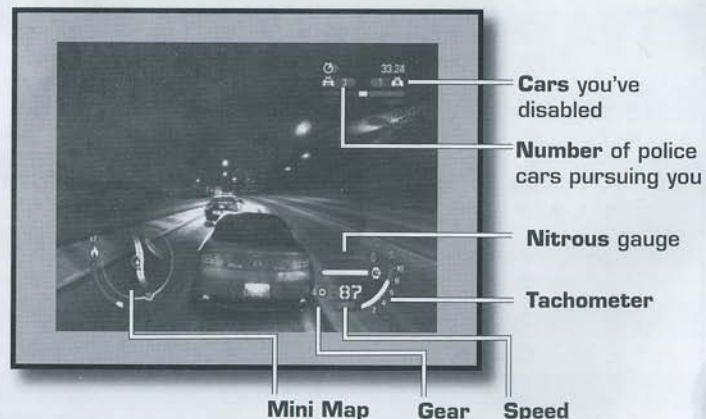 33.24
Cars you've
disabled
Number of police
cars pursuing you
Nitrous gauge
87
Tachometer
Mini Map Gear Speed